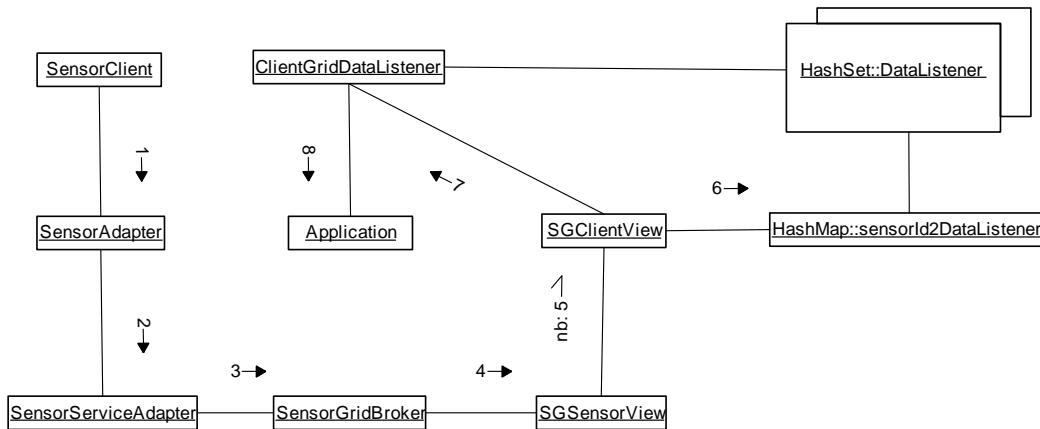 SensorClient
ClientGridDataListener
HashSet::DataListener
1
8
7
6
SensorAdapter
Application
SGClientView
HashMap::sensorId2DataListener
nb: 5
2
3
4
SensorServiceAdapter
SensorGridBroker
SGSensorView